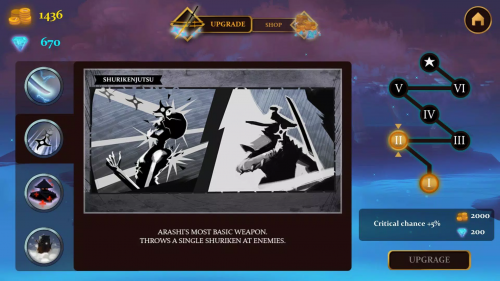 1436
670
UPGRADE
SHOP
SHURIKENJUTSU
ARASHI'S MOST BASIC WEAPON.
THROWS A SINGLE SHURIKEN AT ENEMIES.
V
VI
IV
II
III
I
Critical chance +5%
2000
200
UPGRAGE